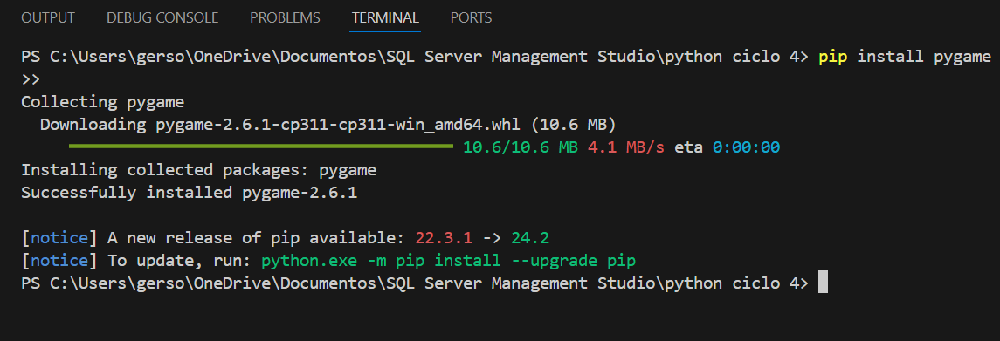 OUTPUT DEBUG CONSOLE PROBLEMS TERMINAL PORTS
PS C:\Users\gerso\OneDrive\Documentos\SQL Server Management Studio\python ciclo 4> pip install pygame
>>
Collecting pygame
  Downloading pygame-2.6.1-cp311-cp311-win_amd64.whl (10.6 MB)
10.6/10.6 MB 4.1 MB/s eta 0:00:00
Installing collected packages: pygame
Successfully installed pygame-2.6.1
[notice] A new release of pip available: 22.3.1 -> 24.2
[notice] To update, run: python.exe -m pip install --upgrade pip
PS C:\Users\gerso\OneDrive\Documentos\SQL Server Management Studio\python ciclo 4>